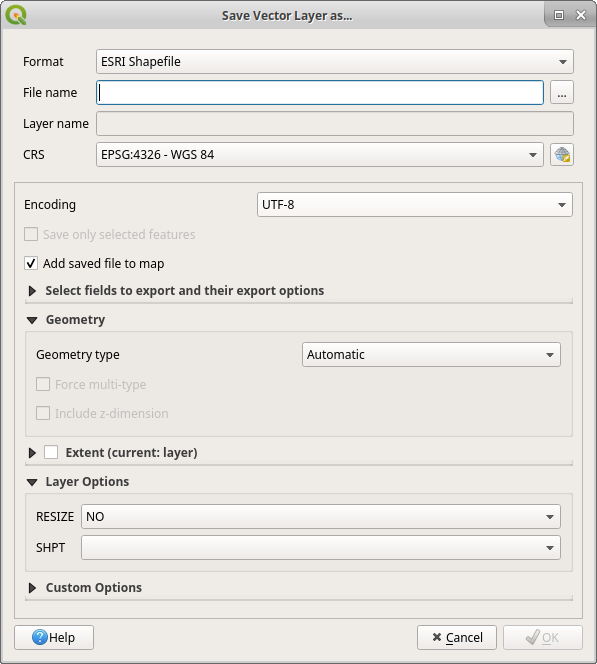 Save Vector Layer as...
Format ESRI Shapefile
File name ...
Layer name
CRS EPSG:4326 - WGS 84
Encoding UTF-8
Save only selected features
Add saved file to map
Select fields to export and their export options
Geometry
Geometry type Automatic
Force multi-type
Include z-dimension
Extent (current: layer)
Layer Options
RESIZE NO
SHPT
Custom Options
Help Cancel OK